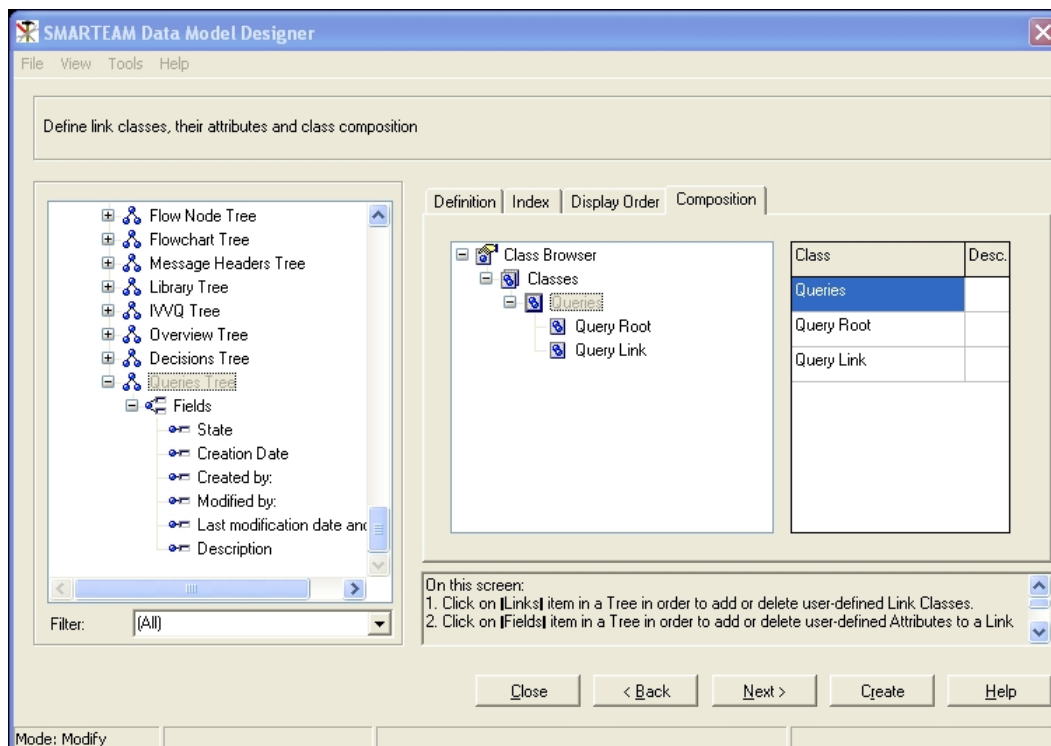 SMARTEAM Data Model Designer
File View Tools Help
Define link classes, their attributes and class composition
Flow Node Tree
Flowchart Tree
Message Headers Tree
Library Tree
IVVQ Tree
Overview Tree
Decisions Tree
Queries Tree
Fields
State
Creation Date
Created by:
Modified by:
Last modification date and
Description
Filter: (All)
Definition Index Display Order Composition
Class Browser
Classes
Queries
Query Root
Query Link
Class Desc.
Queries
Query Root
Query Link
On this screen:
1. Click on |Links| item in a Tree in order to add or delete user-defined Link Classes.
2. Click on |Fields| item in a Tree in order to add or delete user-defined Attributes to a Link
Close < Back Next > Create Help
Mode: Modify